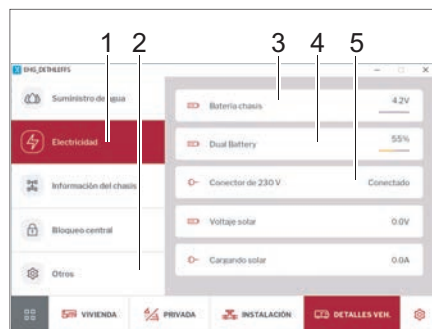 1 2 3 4 5
EHG_DETHLEFFS
Suministro de agua
Electricidad
Información del chasis
Bloqueo central
Otros
Batería chasis 4.2V
Dual Battery 55%
Conector de 230 V Conectado
Voltaje solar 0.0V
Cargando solar 0.0A
VIVIENDA PRIVADA INSTALACIÓN DETALLES VEH.